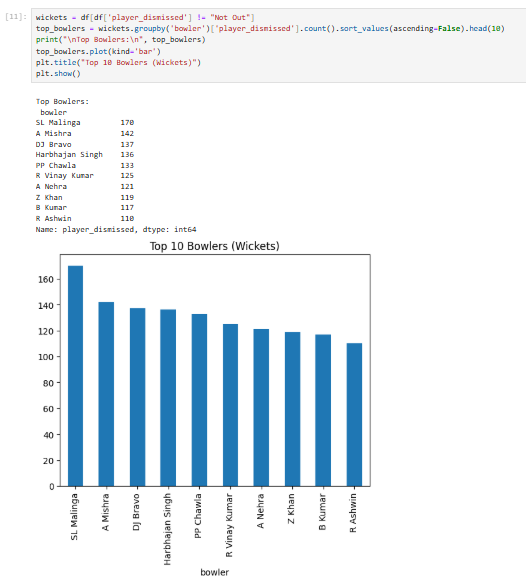 [11]:
wickets = df[df['player_dismissed'] != "Not Out"]
top_bowlers = wickets.groupby('bowler')['player_dismissed'].count().sort_values(ascending=False).head(10)
print("\nTop Bowlers:\n", top_bowlers)
top_bowlers.plot(kind='bar')
plt.title("Top 10 Bowlers (Wickets)")
plt.show()
Top Bowlers:
bowler
SL Malinga 170
A Mishra 142
DJ Bravo 137
Harbhajan Singh 136
PP Chawla 133
R Vinay Kumar 125
A Nehra 121
Z Khan 119
B Kumar 117
R Ashwin 110
Name: player_dismissed, dtype: int64
Top 10 Bowlers (Wickets)
160
140
120
100
80
60
40
20
0
SL Malinga
A Mishra
DJ Bravo
Harbhajan Singh
PP Chawla
R Vinay Kumar
A Nehra
Z Khan
B Kumar
R Ashwin
bowler